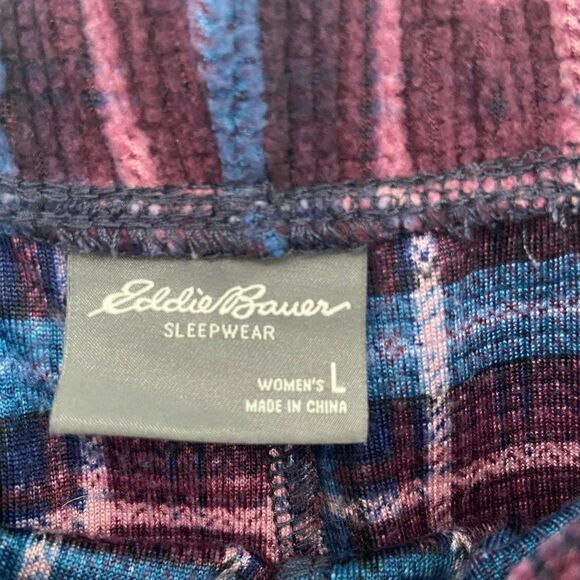 Eddie Bauer
SLEEPWEAR
WOMEN'S L
MADE IN CHINA